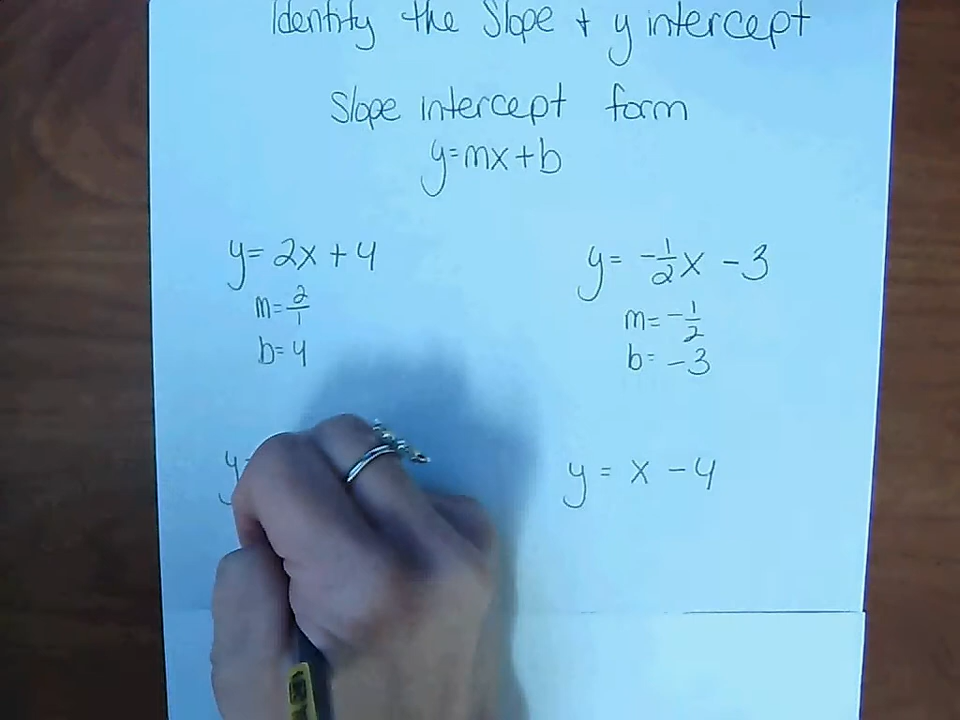 Identify the Slope + y intercept
Slope intercept form
y=mx+b
y= 2x+4
m=2/1
b=4
y= -1/2x -3
m=-1/2
b= -3
y=
y = x -4